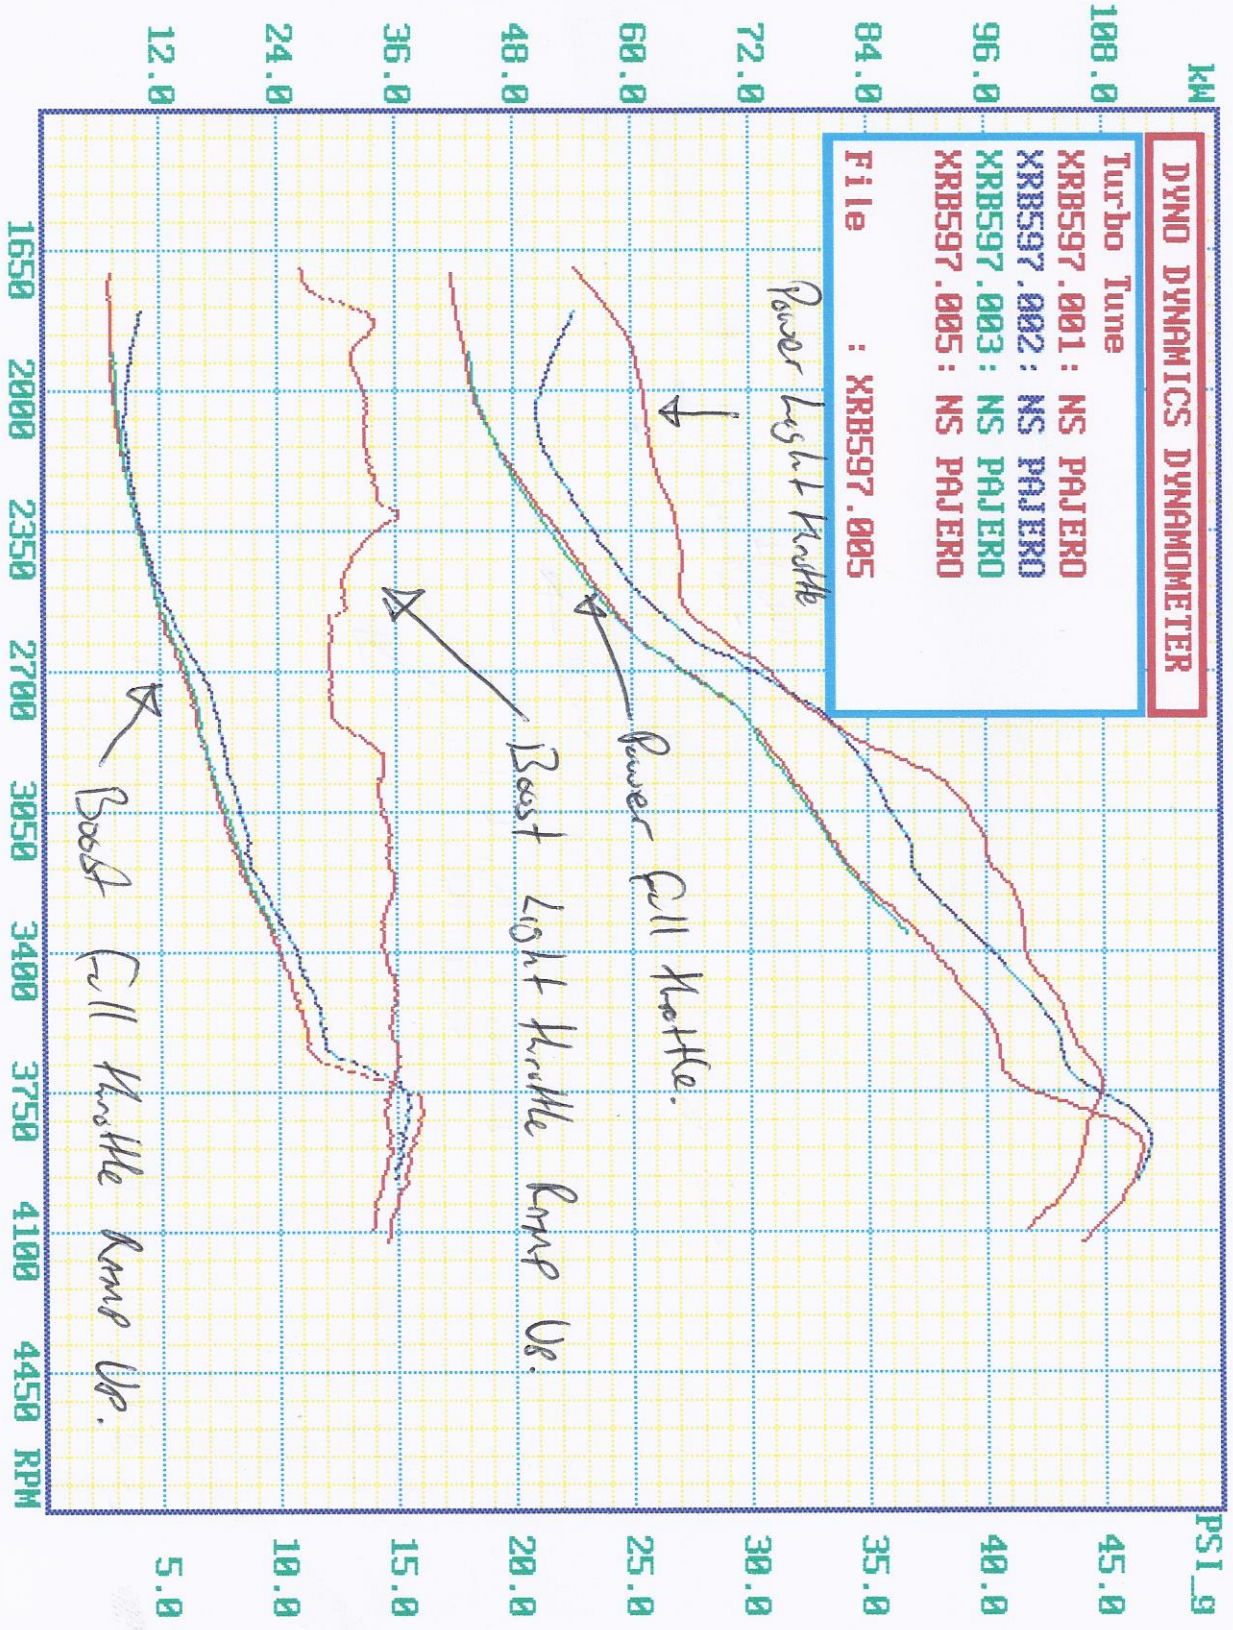 DYNO DYNAMICS DYNAMOMETER
Turbo Tune
XRB597.001: NS PAJERO
XRB597.002: NS PAJERO
XRB597.003: NS PAJERO
XRB597.005: NS PAJERO
File : XRB597.005
kW
108.0
96.0
84.0
72.0
60.0
48.0
36.0
24.0
12.0
PSI_g
45.0
40.0
35.0
30.0
25.0
20.0
15.0
10.0
5.0
Power Light throttle
Power full throttle.
Boost Light throttle Ramp Up.
Boost full throttle Ramp Up.
1650 2000 2350 2700 3050 3400 3750 4100 4450 RPM